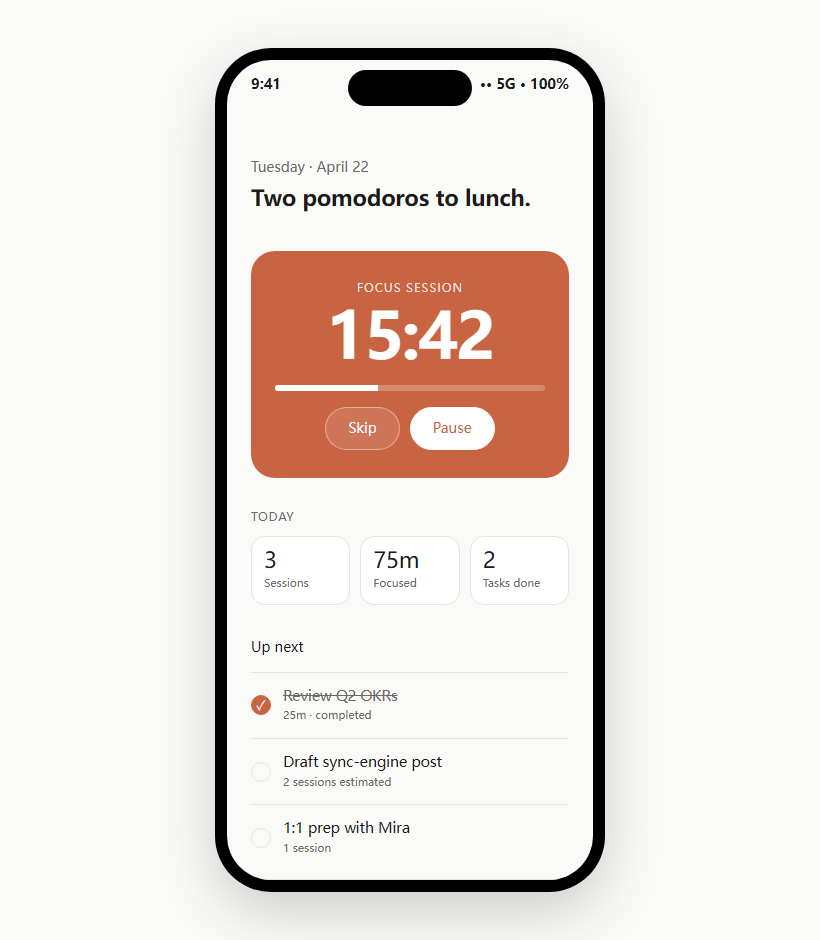 9:41 •• 5G • 100%
Tuesday · April 22
Two pomodoros to lunch.
FOCUS SESSION
15:42
Skip Pause
TODAY
3 75m 2
Sessions Focused Tasks done
Up next
Review Q2 OKRs
25m · completed
Draft sync-engine post
2 sessions estimated
1:1 prep with Mira
1 session